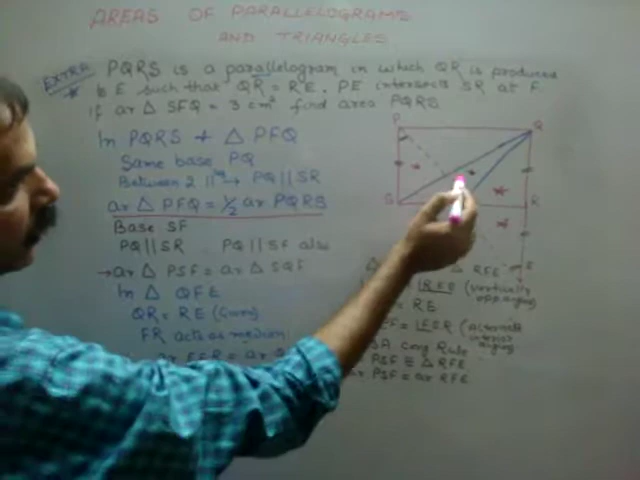 AREAS OF PARALLELOGRAMS
AND TRIANGLES
EXTRA PQRS is a parallelogram in which QR is produced
to E such that QR = RE. PE intersects SR at F.
If ar △ SFQ = 3 cm² find area PQRS
In PQRS + △ PFQ
Same base PQ
Between 2 || PQ || SR
ar △ PFQ = 1/2 ar PQRS
Base SF
PQ || SR PQ || SF also
→ ar △ PSF = ar △ SQF
In △ QFE
QR = RE (Given)
FR acts as median
P
Q
S
R
E
△ RFE
(vertically
opp angles)
= RE
(alternate
interior
angles)
Cong Rule
PSF ≅ △ RFE
ar PSF = ar RFE